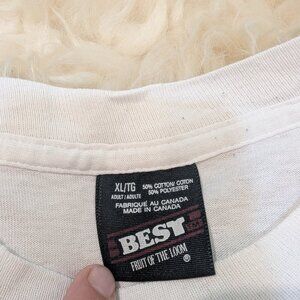 XL/TG
ADULT/ADULTE
50% COTTON/COTON
50% POLYESTER
FABRIQUÉ AU CANADA
MADE IN CANADA
BEST
FRUIT OF THE LOOM
®